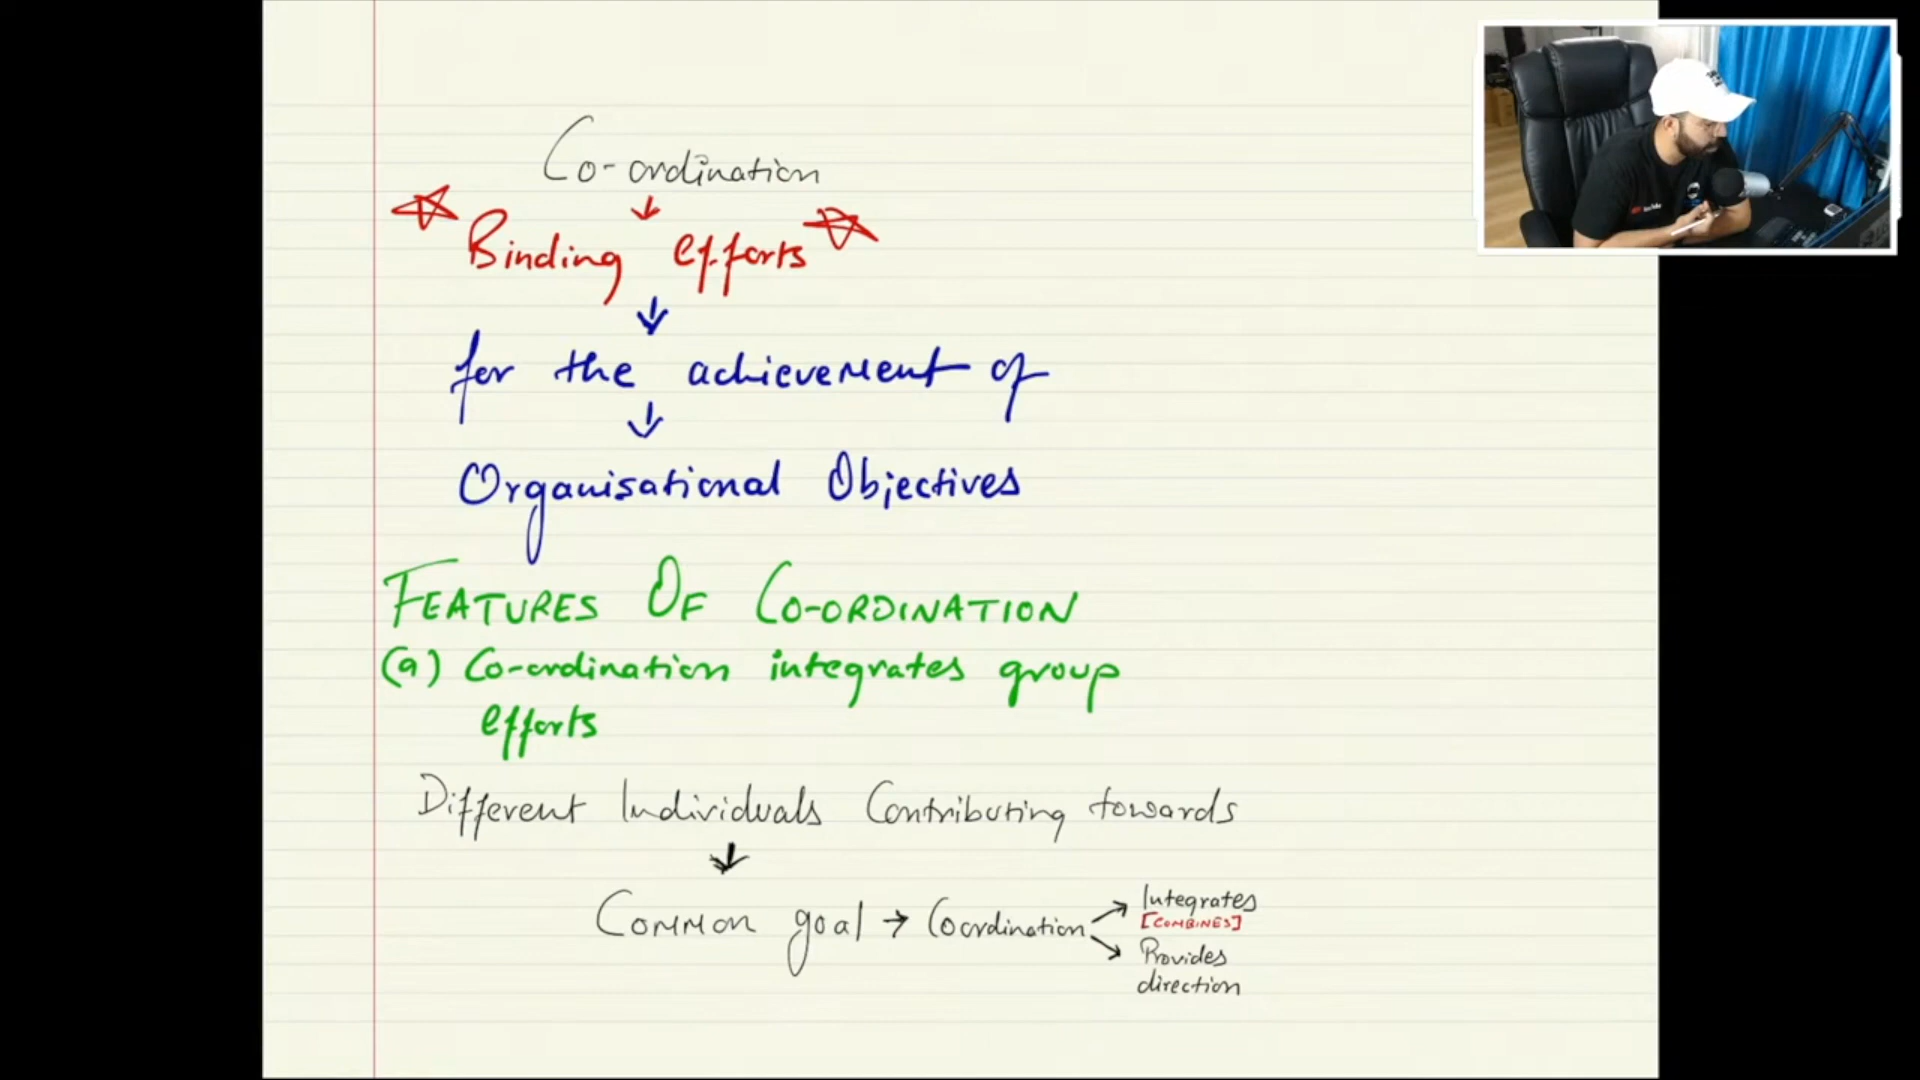 Co-ordination
Binding efforts
for the achievement of
Organisational Objectives
FEATURES OF CO-ORDINATION
(a) Co-ordination integrates group
efforts
Different Individuals Contributing towards
Common goal → Coordination
Integrates
[COMBINES]
Provides
direction